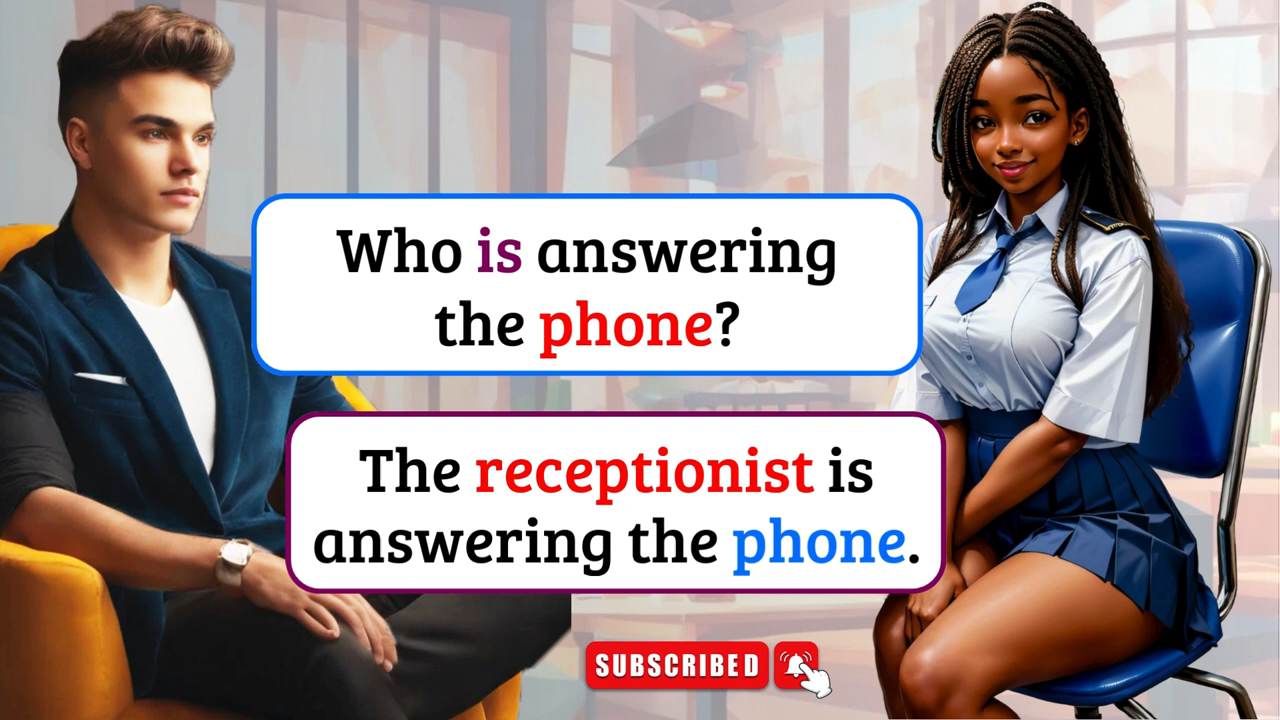 Who is answering
the phone?
The receptionist is
answering the phone.
SUBSCRIBED